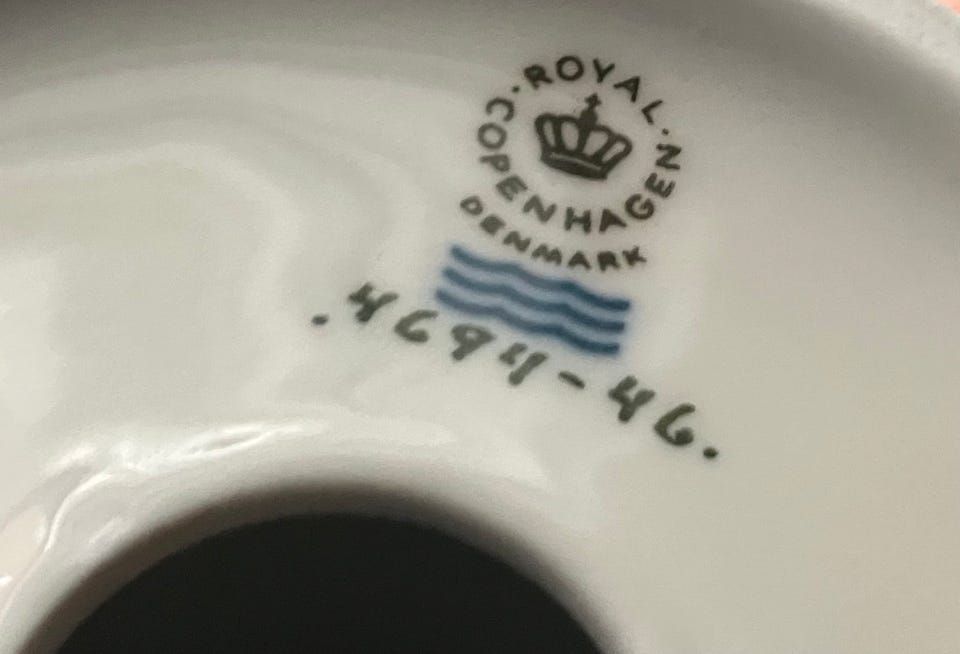 ROYAL · COPENHAGEN ·
DENMARK
.4694-46.